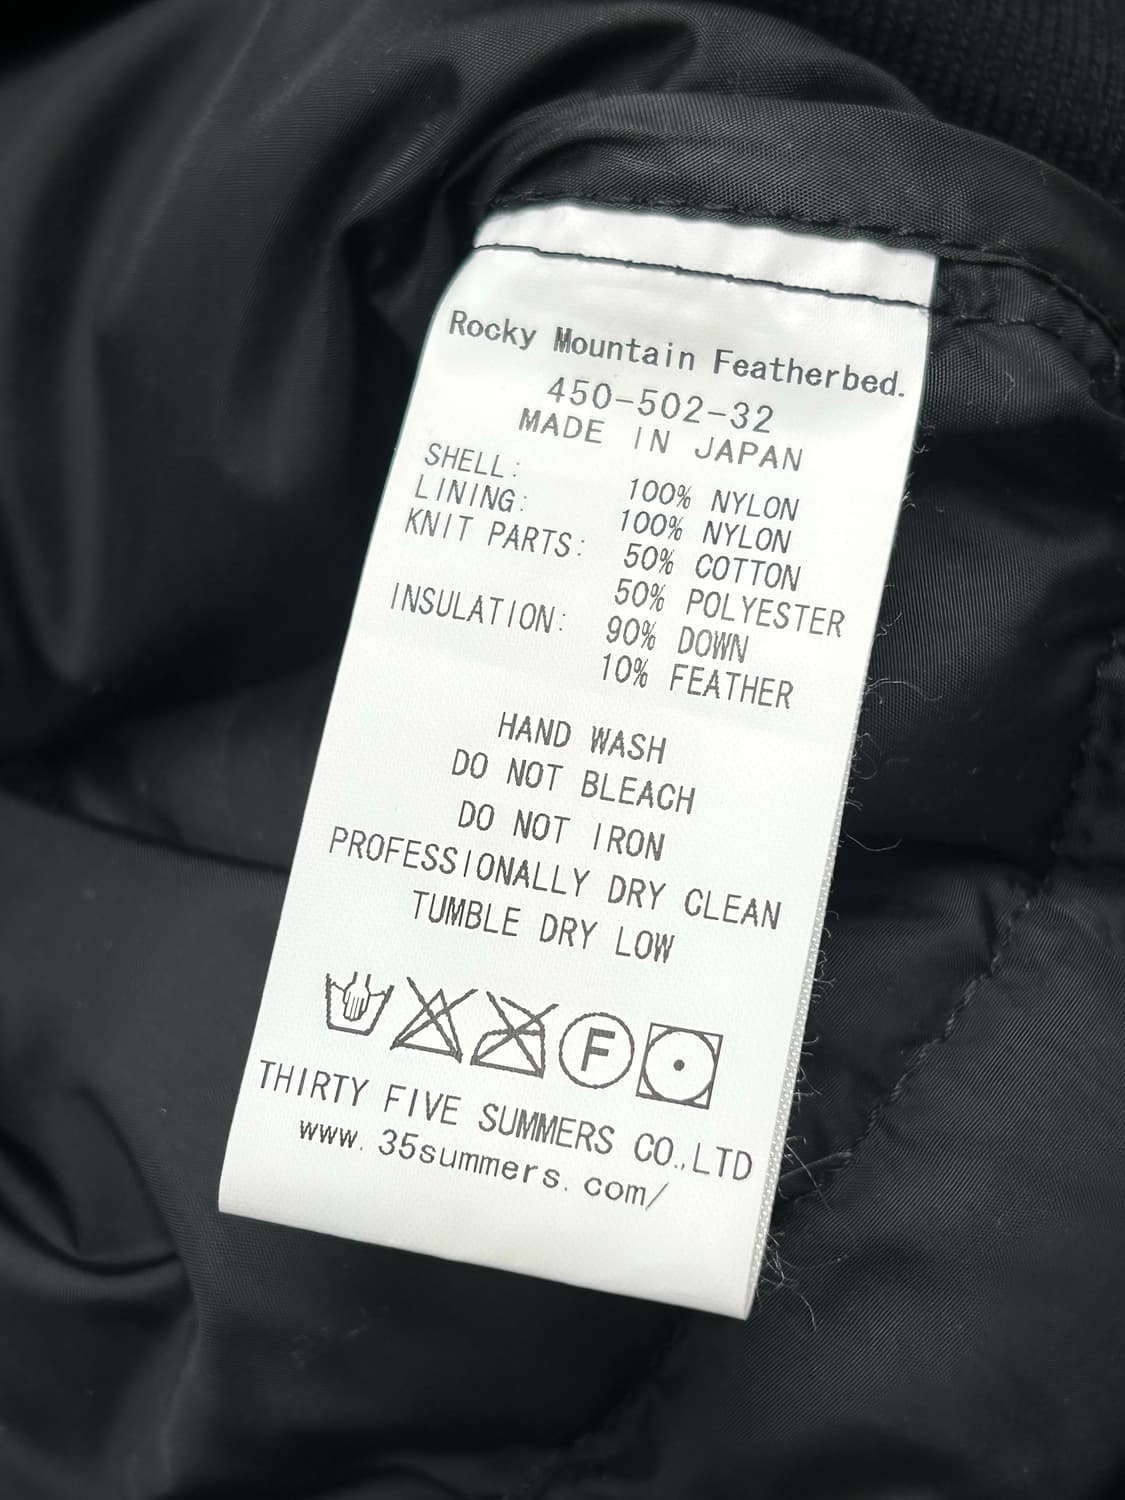 Rocky Mountain Featherbed.
450-502-32
MADE IN JAPAN
SHELL: 100% NYLON
LINING: 100% NYLON
KNIT PARTS: 50% COTTON
50% POLYESTER
INSULATION: 90% DOWN
10% FEATHER
HAND WASH
DO NOT BLEACH
DO NOT IRON
PROFESSIONALLY DRY CLEAN
TUMBLE DRY LOW
F
THIRTY FIVE SUMMERS CO.,LTD
www.35summers.com/